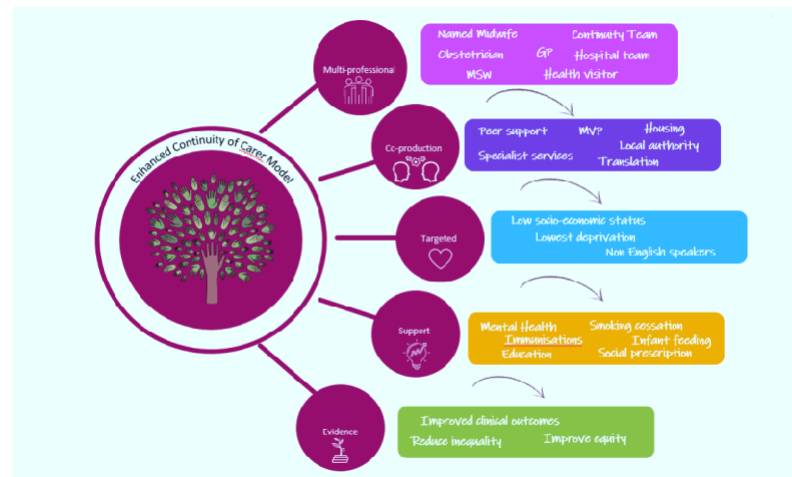 Enhanced Continuity of Carer Model
Multi-professional
Named Midwife
Continuity Team
Obstetrician
GP
Hospital team
MSW
Health visitor
Co-production
Peer support
MVP
Housing
Local authority
Specialist services
Translation
Targeted
Low socio-economic status
Lowest deprivation
Non English speakers
Support
Mental Health
Smoking cessation
Immunisations
Infant feeding
Education
Social prescription
Evidence
Improved clinical outcomes
Reduce inequality
Improve equity